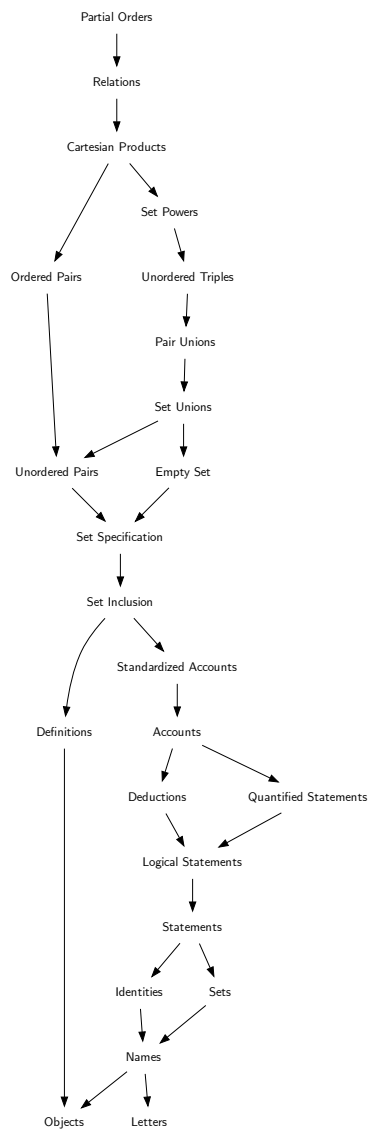 Partial Orders
Relations
Cartesian Products
Set Powers
Ordered Pairs
Unordered Triples
Pair Unions
Set Unions
Unordered Pairs
Empty Set
Set Specification
Set Inclusion
Standardized Accounts
Definitions
Accounts
Deductions
Quantified Statements
Logical Statements
Statements
Identities
Sets
Names
Objects
Letters